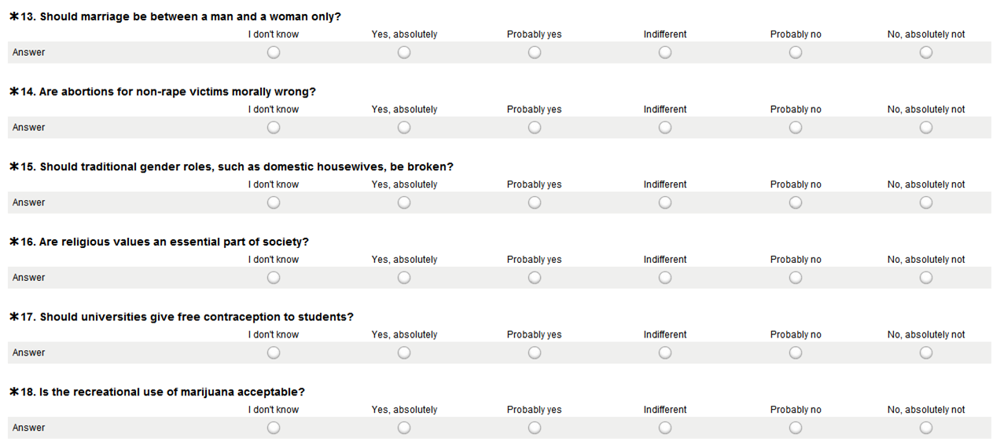 *13. Should marriage be between a man and a woman only?
I don't know Yes, absolutely Probably yes Indifferent Probably no No, absolutely not
Answer
*14. Are abortions for non-rape victims morally wrong?
I don't know Yes, absolutely Probably yes Indifferent Probably no No, absolutely not
Answer
*15. Should traditional gender roles, such as domestic housewives, be broken?
I don't know Yes, absolutely Probably yes Indifferent Probably no No, absolutely not
Answer
*16. Are religious values an essential part of society?
I don't know Yes, absolutely Probably yes Indifferent Probably no No, absolutely not
Answer
*17. Should universities give free contraception to students?
I don't know Yes, absolutely Probably yes Indifferent Probably no No, absolutely not
Answer
*18. Is the recreational use of marijuana acceptable?
I don't know Yes, absolutely Probably yes Indifferent Probably no No, absolutely not
Answer